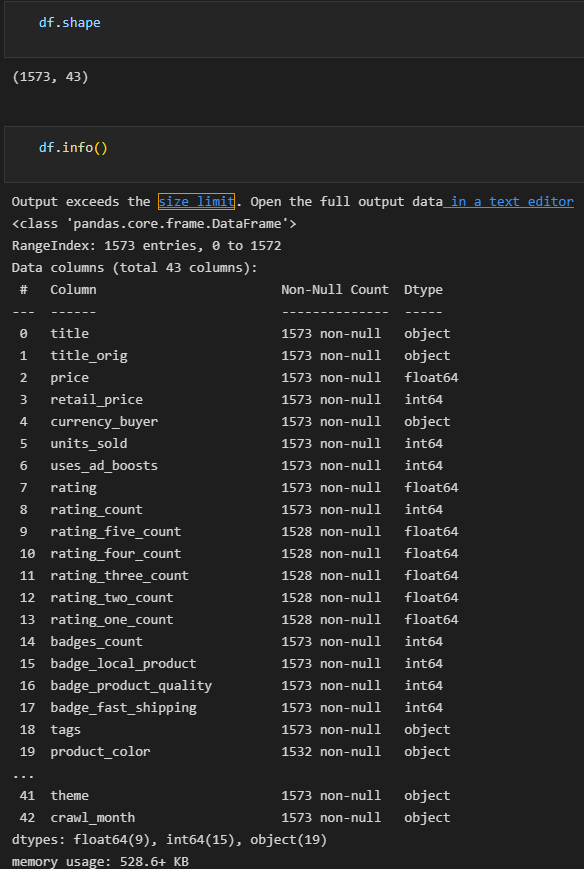 df.shape
(1573, 43)
df.info()
Output exceeds the size limit. Open the full output data in a text editor
<class 'pandas.core.frame.DataFrame'>
RangeIndex: 1573 entries, 0 to 1572
Data columns (total 43 columns):
 #   Column                       Non-Null Count  Dtype
---  ------                       --------------  -----
 0   title                        1573 non-null   object
 1   title_orig                   1573 non-null   object
 2   price                        1573 non-null   float64
 3   retail_price                 1573 non-null   int64
 4   currency_buyer               1573 non-null   object
 5   units_sold                   1573 non-null   int64
 6   uses_ad_boosts               1573 non-null   int64
 7   rating                       1573 non-null   float64
 8   rating_count                 1573 non-null   int64
 9   rating_five_count            1528 non-null   float64
 10  rating_four_count            1528 non-null   float64
 11  rating_three_count           1528 non-null   float64
 12  rating_two_count             1528 non-null   float64
 13  rating_one_count             1528 non-null   float64
 14  badges_count                 1573 non-null   int64
 15  badge_local_product          1573 non-null   int64
 16  badge_product_quality        1573 non-null   int64
 17  badge_fast_shipping          1573 non-null   int64
 18  tags                         1573 non-null   object
 19  product_color                1532 non-null   object
...
 41  theme                        1573 non-null   object
 42  crawl_month                  1573 non-null   object
dtypes: float64(9), int64(15), object(19)
memory usage: 528.6+ KB